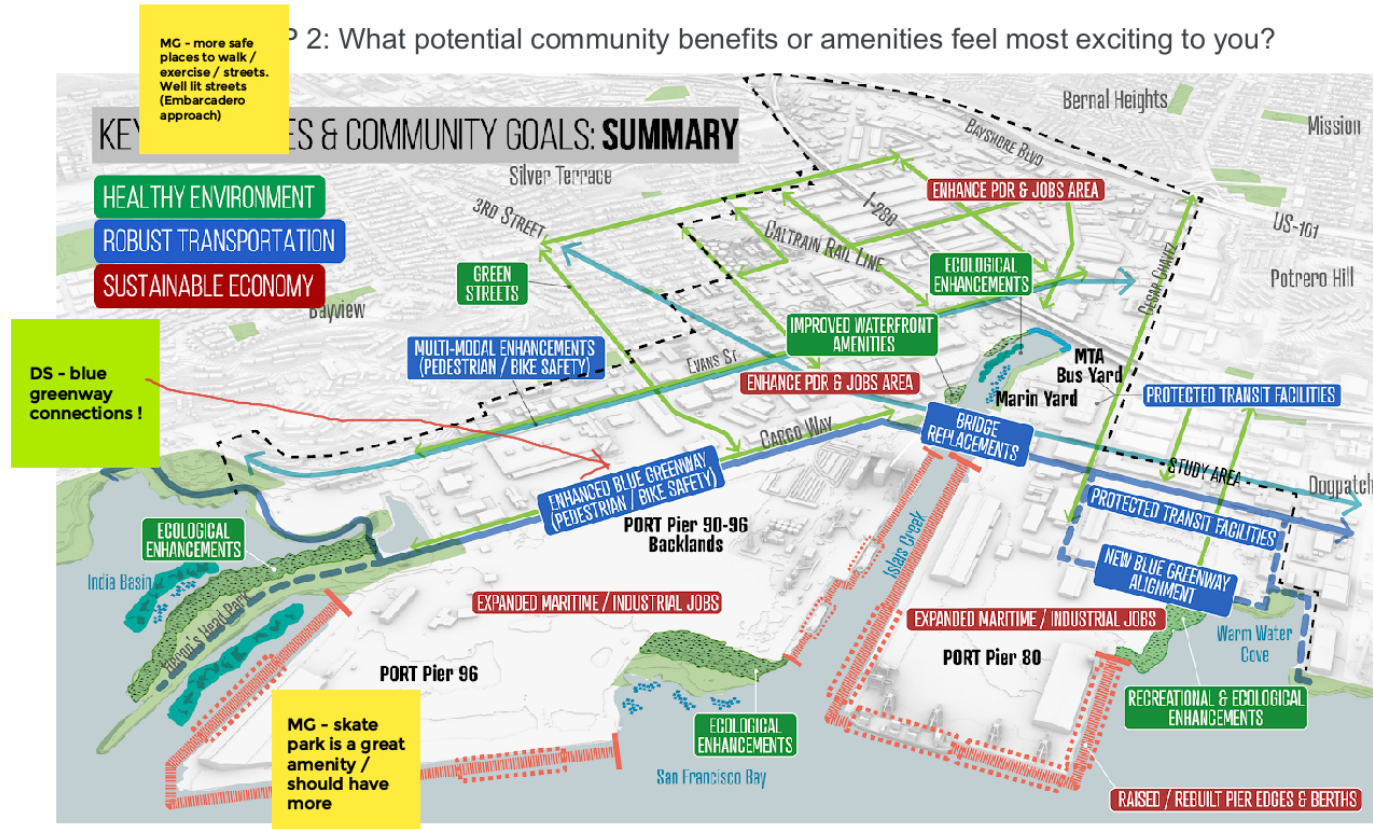 MG - more safe
places to walk /
exercise / streets.
Well lit streets
(Embarcadero
approach)
P 2: What potential community benefits or amenities feel most exciting to you?
KE
ES & COMMUNITY GOALS: SUMMARY
HEALTHY ENVIRONMENT
ROBUST TRANSPORTATION
SUSTAINABLE ECONOMY
Silver Terrace
Bernal Heights
Mission
BAYSHORE BLVD
3RD STREET
I-280
ENHANCE PDR & JOBS AREA
US-101
CALTRAIN RAIL LINE
GREEN
STREETS
ECOLOGICAL
ENHANCEMENTS
CESAR CHAVEZ
Potrero Hill
Bayview
IMPROVED WATERFRONT
AMENITIES
MULTI-MODAL ENHANCEMENTS
(PEDESTRIAN / BIKE SAFETY)
EVANS ST
MTA
Bus Yard
DS - blue
greenway
connections !
ENHANCE PDR & JOBS AREA
Marin Yard
PROTECTED TRANSIT FACILITIES
BRIDGE
REPLACEMENTS
CARGO WAY
STUDY AREA
Dogpatch
ENHANCED BLUE GREENWAY
(PEDESTRIAN / BIKE SAFETY)
PROTECTED TRANSIT FACILITIES
PORT Pier 90-96
Backlands
Islais Creek
ECOLOGICAL
ENHANCEMENTS
NEW BLUE GREENWAY
ALIGNMENT
India Basin
Heron's Head Park
EXPANDED MARITIME / INDUSTRIAL JOBS
EXPANDED MARITIME / INDUSTRIAL JOBS
Warm Water
Cove
PORT Pier 96
PORT Pier 80
RECREATIONAL & ECOLOGICAL
ENHANCEMENTS
MG - skate
park is a great
amenity /
should have
more
ECOLOGICAL
ENHANCEMENTS
San Francisco Bay
RAISED / REBUILT PIER EDGES & BERTHS